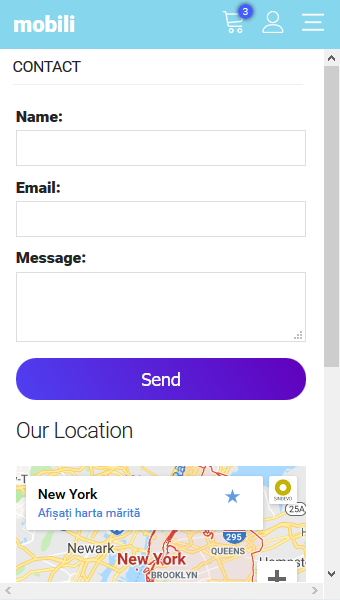 mobili
3
CONTACT
Name:
Email:
Message:
Send
Our Location
New York
Afișați harta mărită
SINDEVO
25A
295
Newark
QUEENS
New York
BROOKLYN